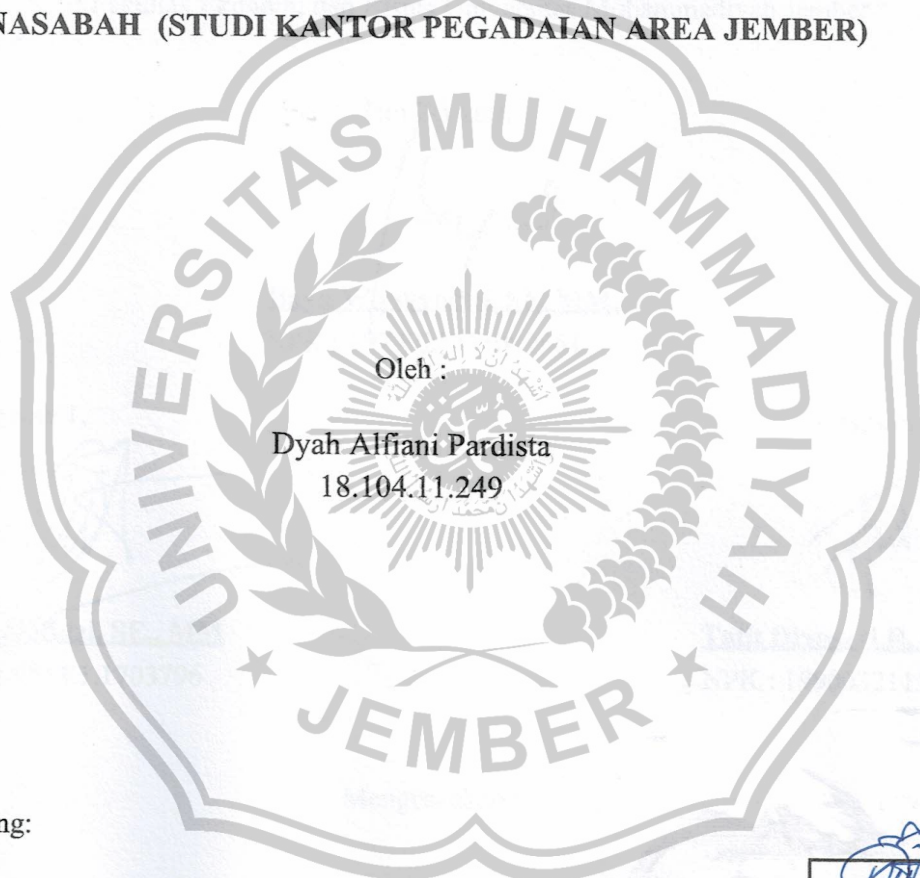 NASABAH (STUDI KANTOR PEGADAIAN AREA JEMBER)
UNIVERSITAS MUHAMMADIYAH
Oleh :
Dyah Alfiani Pardista
18.104.11.249
JEMBER
ng: